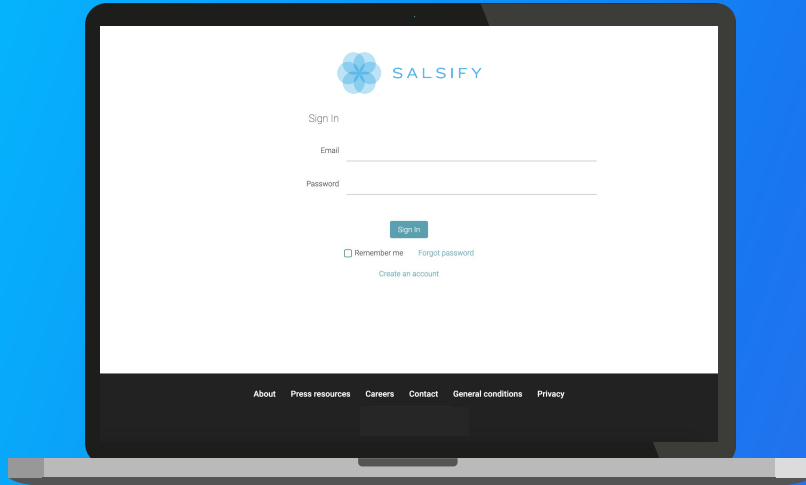 SALSIFY
Sign In
Email
Password
Sign In
Remember me Forgot password
Create an account
About Press resources Careers Contact General conditions Privacy